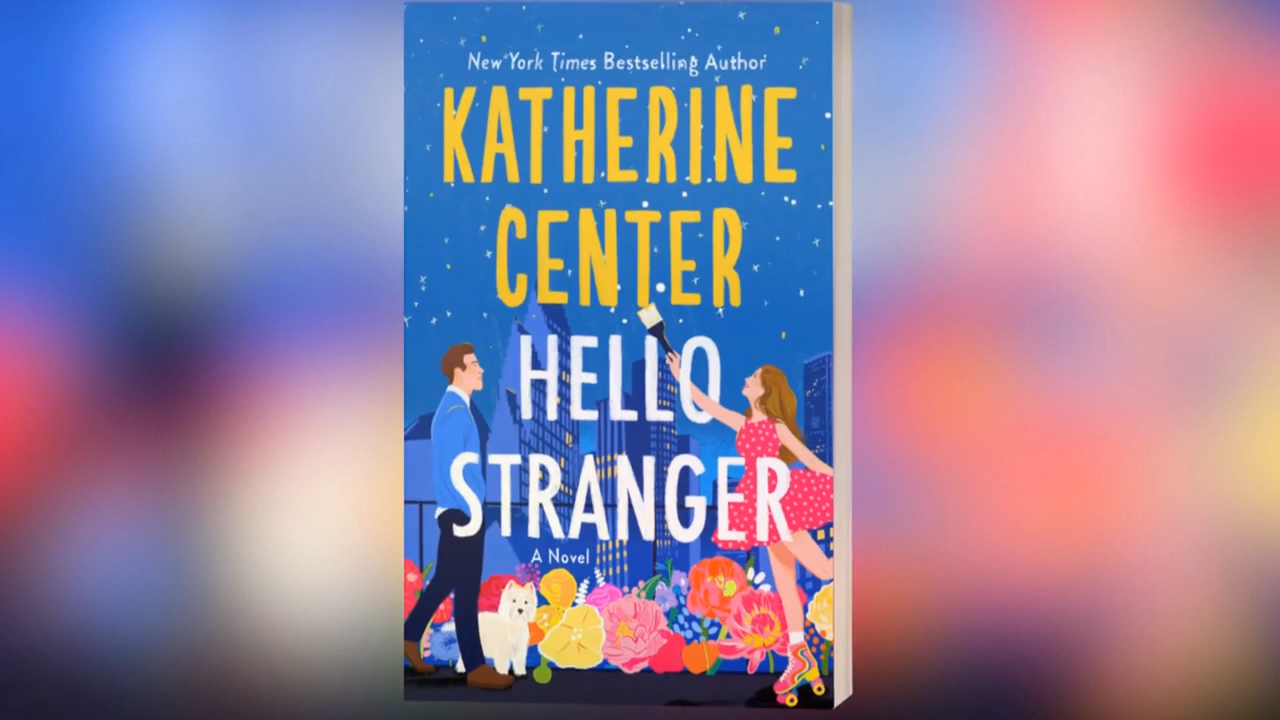 New York Times Bestselling Author
KATHERINE
CENTER
HELLO
STRANGER
A Novel